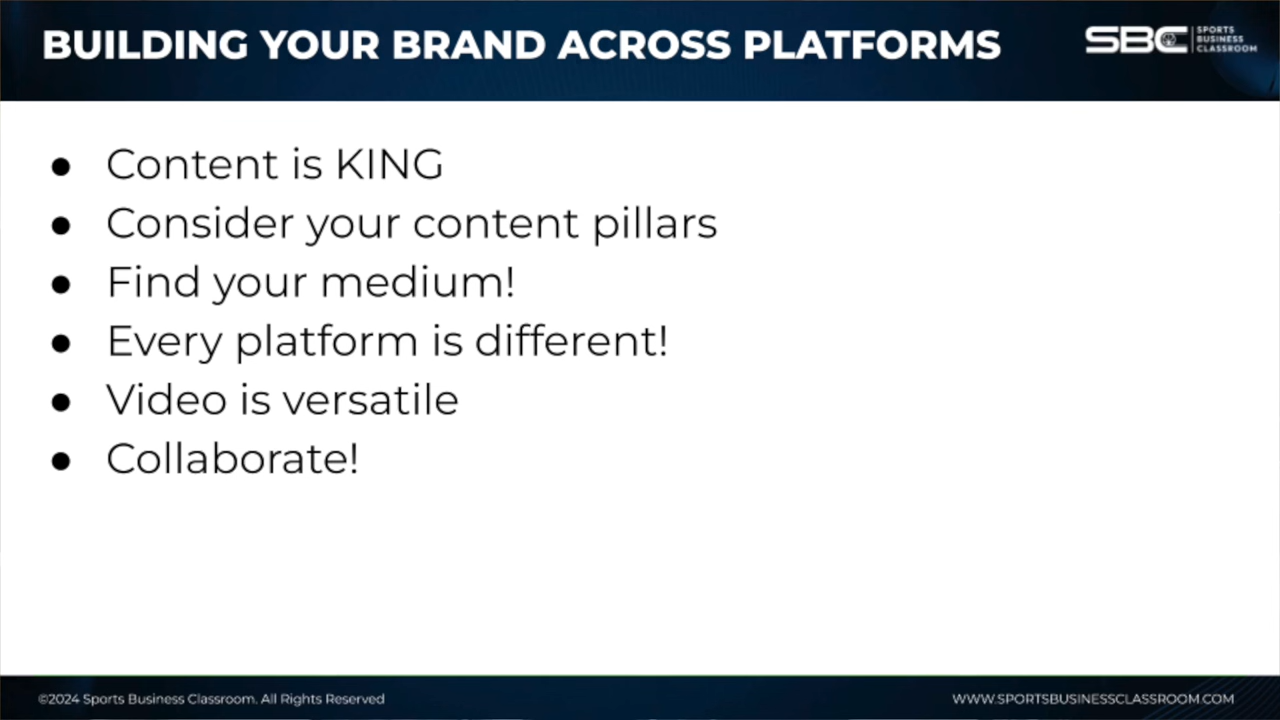 BUILDING YOUR BRAND ACROSS PLATFORMS
SBC SPORTS
BUSINESS
CLASSROOM
● Content is KING
● Consider your content pillars
● Find your medium!
● Every platform is different!
● Video is versatile
● Collaborate!
©2024 Sports Business Classroom. All Rights Reserved
WWW.SPORTSBUSINESSCLASSROOM.COM